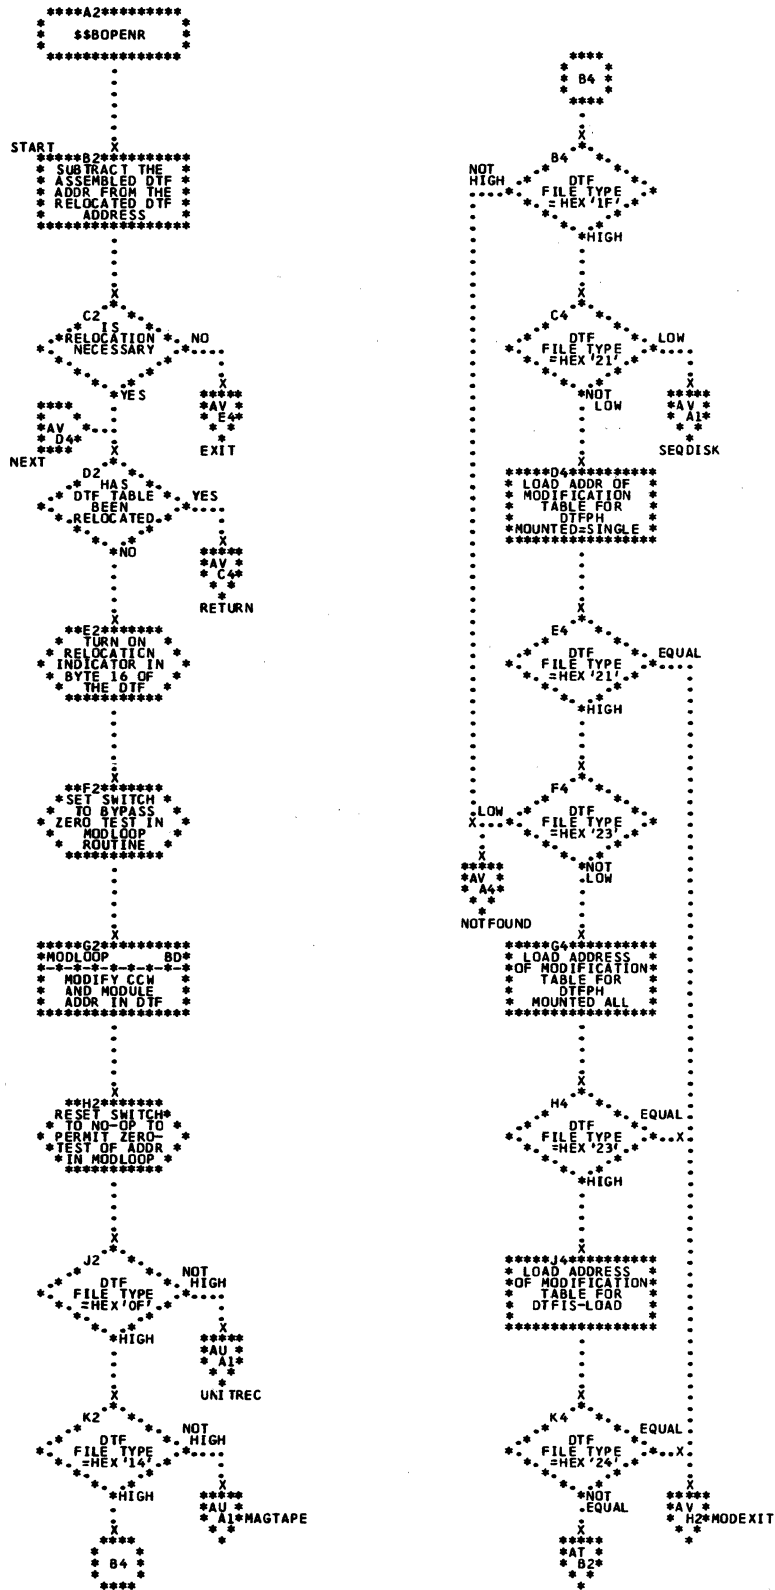 A2
$$BOPENR
START
B2
SUBTRACT THE
ASSEMBLED DTF
ADDR FROM THE
RELOCATED DTF
ADDRESS
C2
IS
RELOCATION
NECESSARY
NO
YES
AV
E4
EXIT
AV
D4
NEXT
D2
HAS
DTF TABLE
BEEN
RELOCATED
YES
NO
AV
C4
RETURN
E2
TURN ON
RELOCATICN
INDICATOR IN
BYTE 16 OF
THE DTF
F2
SET SWITCH
TO BYPASS
ZERO TEST IN
MODLOOP
ROUTINE
G2
MODLOOP BD
MODIFY CCW
AND MODULE
ADDR IN DTF
H2
RESET SWITCH
TO NO-OP TO
PERMIT ZERO-
TEST OF ADDR
IN MODLOOP
J2
DTF
FILE TYPE
=HEX'0F'
NOT
HIGH
HIGH
AU
A1
UNITREC
K2
DTF
FILE TYPE
=HEX'14'
NOT
HIGH
HIGH
AU
A1
MAGTAPE
B4
B4
B4
DTF
FILE TYPE
=HEX'1F'
NOT
HIGH
HIGH
C4
DTF
FILE TYPE
=HEX'21'
LOW
NOT
LOW
AV
A1
SEQDISK
D4
LOAD ADDR OF
MODIFICATION
TABLE FOR
DTFPH
MOUNTED=SINGLE
E4
DTF
FILE TYPE
=HEX'21'
EQUAL
HIGH
F4
DTF
FILE TYPE
=HEX'23'
LOW
NOT
LOW
AV
A4
NOTFOUND
G4
LOAD ADDRESS
OF MODIFICATION
TABLE FOR
DTFPH
MOUNTED ALL
H4
DTF
FILE TYPE
=HEX'23'
EQUAL
HIGH
J4
LOAD ADDRESS
OF MODIFICATION
TABLE FOR
DTFIS-LOAD
K4
DTF
FILE TYPE
=HEX'24'
EQUAL
NOT
EQUAL
AV
H2
MODEXIT
AT
B2